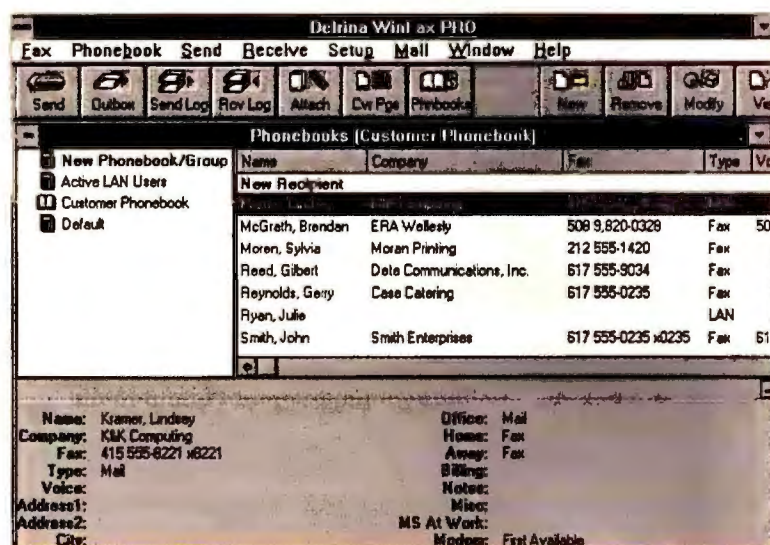 Delrina WinFax PRO
Fax Phonebook Send Receive Setup Mail Window Help
Send Outbox Send Log Rcv Log Attach Cvr Pgs Phnbooks New Remove Modify
Phonebooks [Customer Phonebook]
New Phonebook/Group
Active LAN Users
Customer Phonebook
Default
Name Company Fax Type
New Recipient
McGrath, Brendan ERA Wellesly 508 9,820-0328 Fax 50
Moren, Sylvia Moran Printing 212 555-1420 Fax
Reed, Gilbert Data Communications, Inc. 617 555-9034 Fax
Reynolds, Gerry Case Catering 617 555-0235 Fax
Ryan, Julie LAN
Smith, John Smith Enterprises 617 555-0235 x0235 Fax 61
Name: Kramer, Lindsey Office: Mail
Company: K&K Computing Home: Fax
Fax: 415 555-8221 x8221 Away: Fax
Type: Mail Billing:
Voice: Notes:
Address1: Misc:
Address2: MS At Work:
City: Modem: First Available